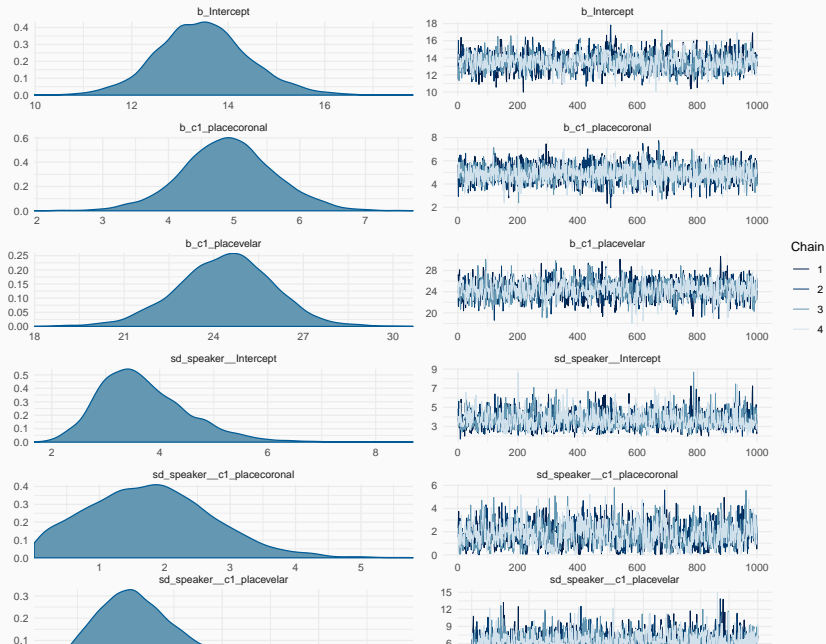 b_Intercept
0.4
0.3
0.2
0.1
0.0
10 12 14 16
b_Intercept
18
16
14
12
10
0 200 400 600 800 1000
b_c1_placecoronal
0.6
0.4
0.2
0.0
2 3 4 5 6 7
b_c1_placecoronal
8
6
4
2
0 200 400 600 800 1000
b_c1_placevelar
0.25
0.20
0.15
0.10
0.05
0.00
18 21 24 27 30
b_c1_placevelar
28
24
20
0 200 400 600 800 1000
sd_speaker__Intercept
0.5
0.4
0.3
0.2
0.1
0.0
2 4 6 8
sd_speaker__Intercept
9
7
5
3
0 200 400 600 800 1000
sd_speaker__c1_placecoronal
0.4
0.3
0.2
0.1
0.0
1 2 3 4 5
sd_speaker__c1_placecoronal
6
4
2
0
0 200 400 600 800 1000
sd_speaker__c1_placevelar
0.3
0.2
0.1
sd_speaker__c1_placevelar
15
12
9
6
Chain
1
2
3
4